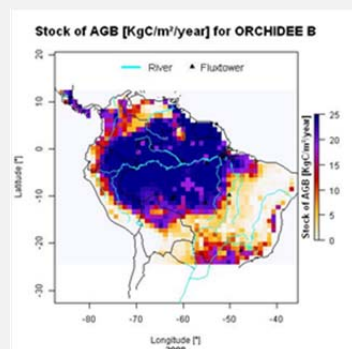 Stock of AGB [KgC/m²/year] for ORCHIDEE B
River
Fluxtower
20
10
0
-10
-20
-30
Latitude [°]
25
20
15
10
5
0
Stock of AGB [KgC/m²/year]
-80
-70
-60
-50
-40
Longitude [°]